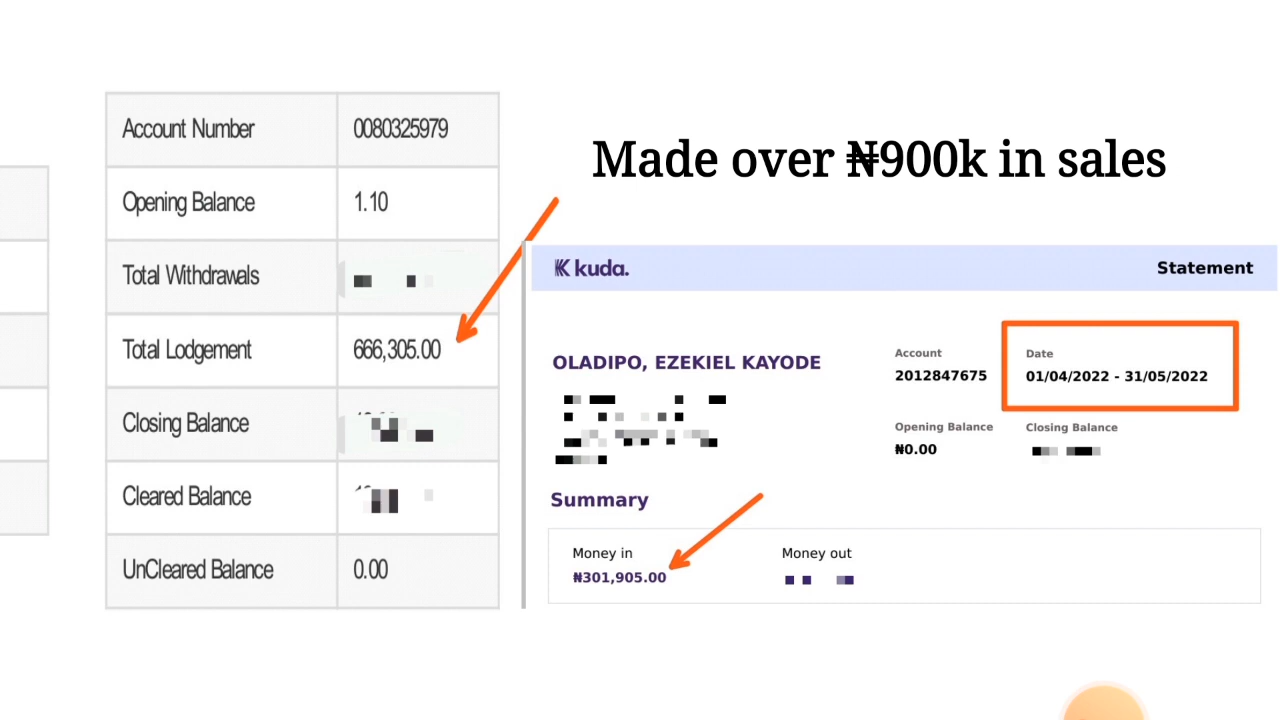 Made over ₦900k in sales
Account Number 0080325979
Opening Balance 1.10
Total Withdrawals
Total Lodgement 666,305.00
Closing Balance
Cleared Balance
UnCleared Balance 0.00
kuda.
Statement
OLADIPO, EZEKIEL KAYODE
Account
2012847675
Date
01/04/2022 - 31/05/2022
Opening Balance
₦0.00
Closing Balance
Summary
Money in
₦301,905.00
Money out